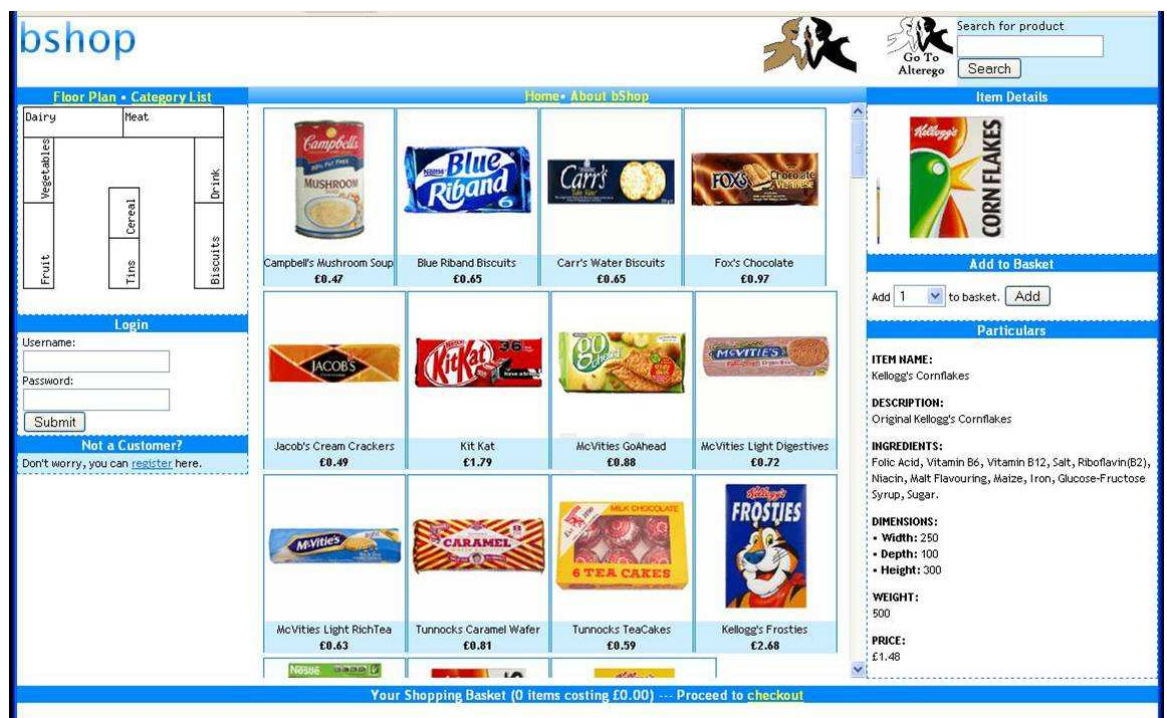 bshop
Go To
Alterego
Search for product
Search
Floor Plan • Category List
Home• About bShop
Item Details
Dairy
Meat
Vegetables
Drink
Cereal
Fruit
Tins
Biscuits
Login
Username:
Password:
Submit
Not a Customer?
Don't worry, you can register here.
Campbell's
MUSHROOM
Blue
Riband
6
Carr's
FOX'S Chocolate
Viennese
Campbell's Mushroom Soup
£0.47
Blue Riband Biscuits
£0.65
Carr's Water Biscuits
£0.65
Fox's Chocolate
£0.97
JACOB'S
KitKat
36
go
ahead
McVITIE'S
Jacob's Cream Crackers
£0.49
Kit Kat
£1.79
McVities GoAhead
£0.88
McVities Light Digestives
£0.72
McVitie's
CARAMEL
MILK CHOCOLATE
6 TEA CAKES
Kellogg's
FROSTIES
McVities Light RichTea
£0.63
Tunnocks Caramel Wafer
£0.81
Tunnocks TeaCakes
£0.59
Kellogg's Frosties
£2.68
Nestlé
Kellogg's
CORN FLAKES
Add to Basket
Add 1 to basket. Add
Particulars
ITEM NAME:
Kellogg's Cornflakes
DESCRIPTION:
Original Kellogg's Cornflakes
INGREDIENTS:
Folic Acid, Vitamin B6, Vitamin B12, Salt, Riboflavin(B2),
Niacin, Malt Flavouring, Maize, Iron, Glucose-Fructose
Syrup, Sugar.
DIMENSIONS:
• Width: 250
• Depth: 100
• Height: 300
WEIGHT:
500
PRICE:
£1.48
Your Shopping Basket (0 items costing £0.00) --- Proceed to checkout